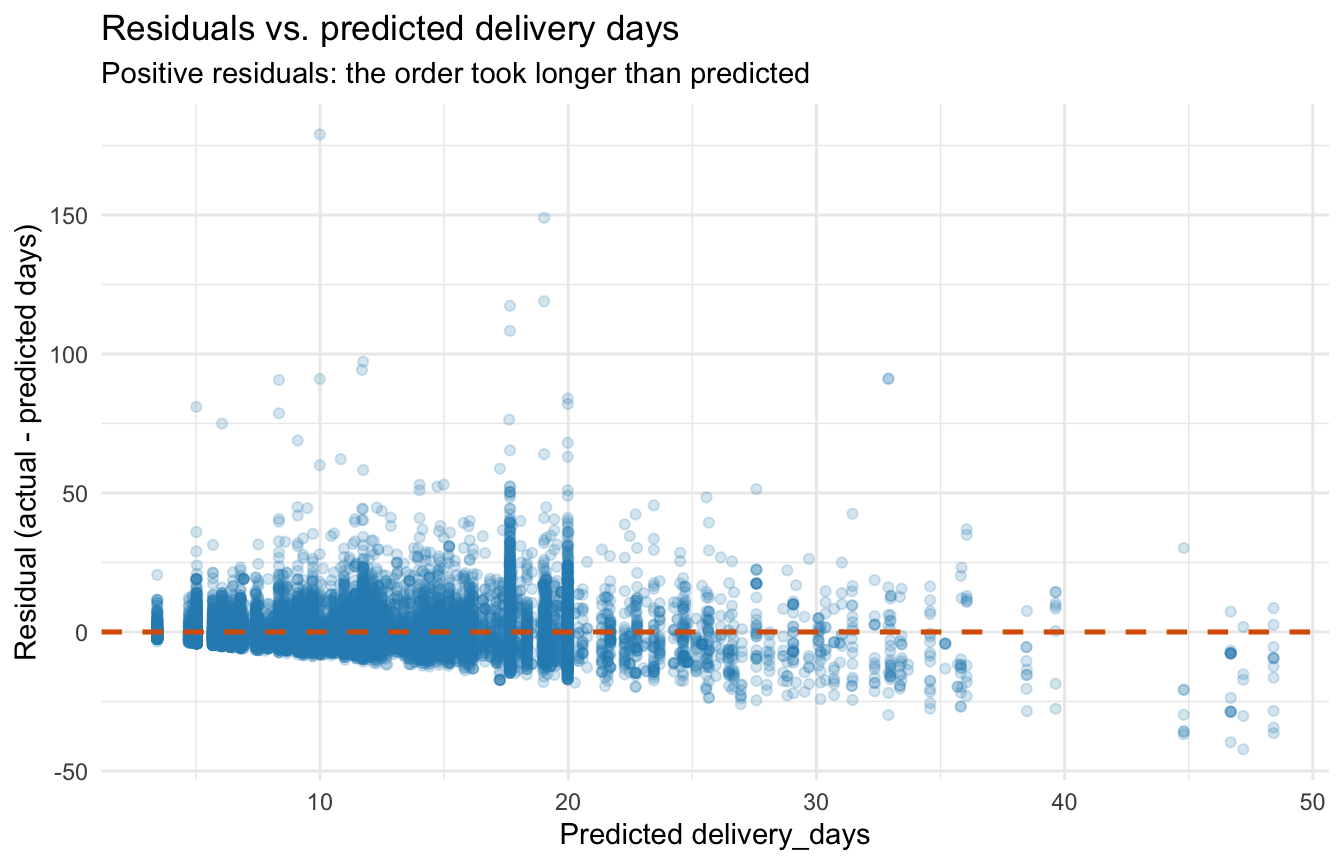 Residuals vs. predicted delivery days
Positive residuals: the order took longer than predicted
Residual (actual - predicted days)
150
100
50
0
-50
10 20 30 40 50
Predicted delivery_days